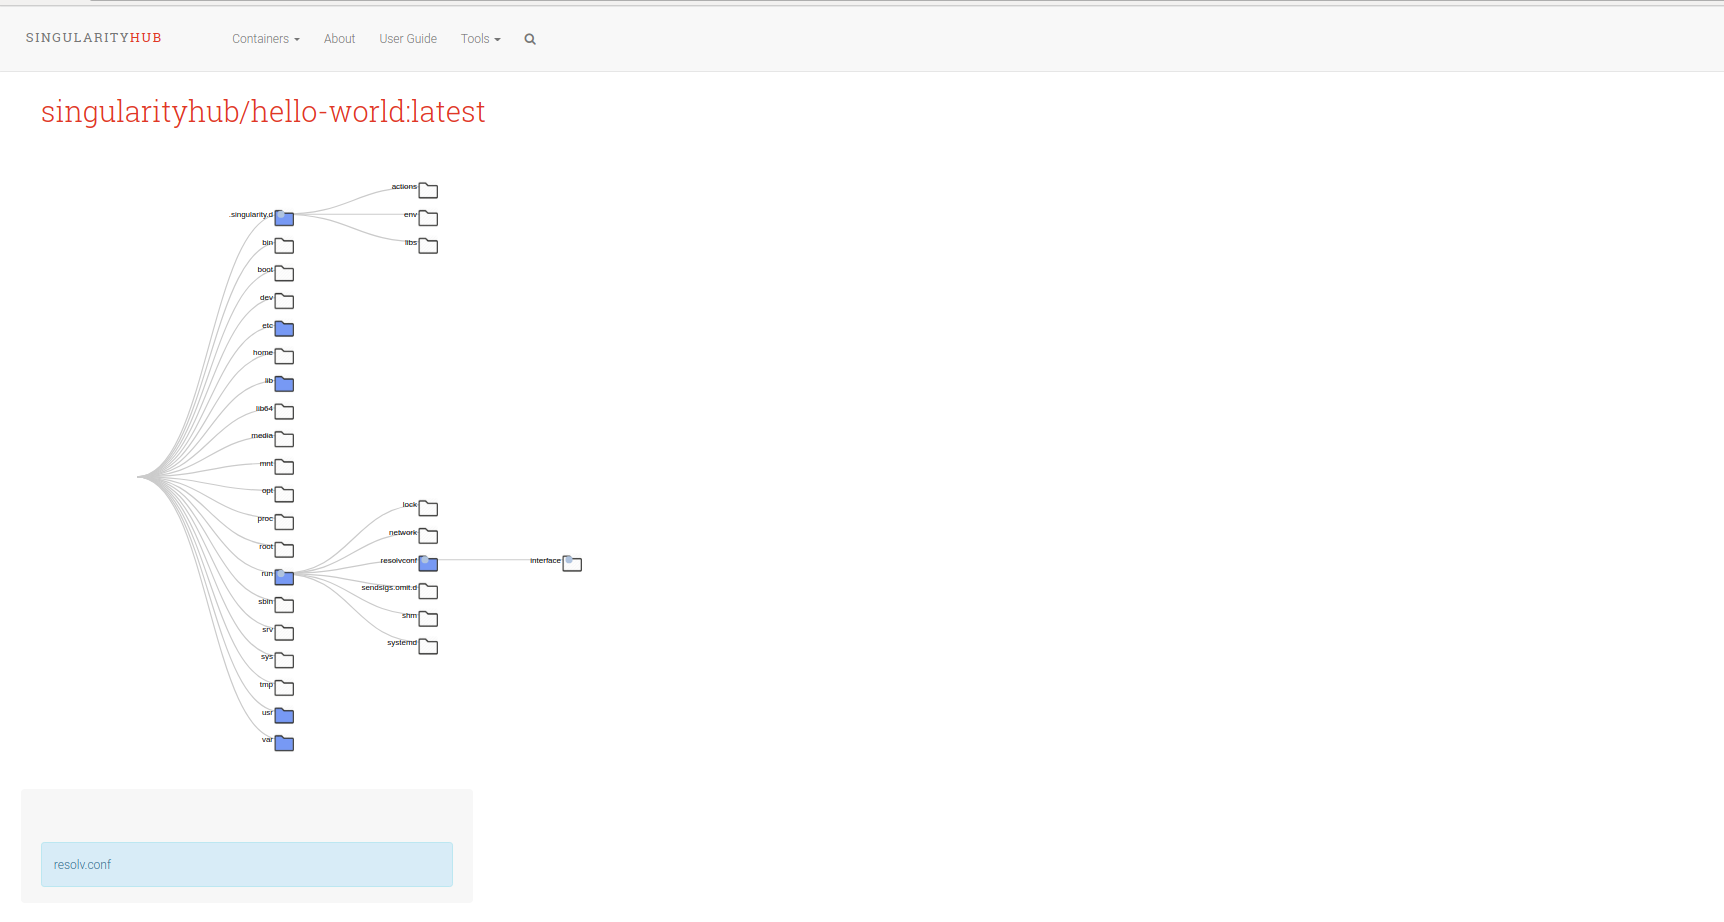 SINGULARITYHUB
Containers
About
User Guide
Tools
singularityhub/hello-world:latest
actions
.singularity.d
env
bin
libs
boot
dev
etc
home
lib
lib64
media
mnt
opt
lock
proc
network
root
resolvconf
interface
run
sendsigs.omit.d
sbin
shm
srv
systemd
sys
tmp
usr
var
resolv.conf